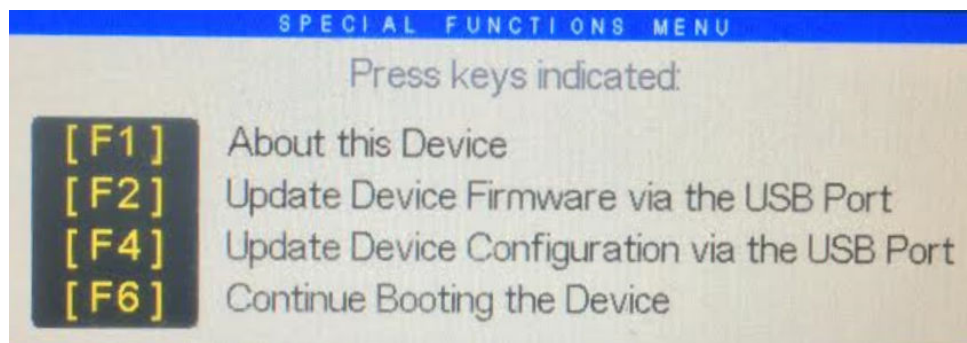 SPECIAL FUNCTIONS MENU
Press keys indicated:
[ F1 ] About this Device
[ F2 ] Update Device Firmware via the USB Port
[ F4 ] Update Device Configuration via the USB Port
[ F6 ] Continue Booting the Device